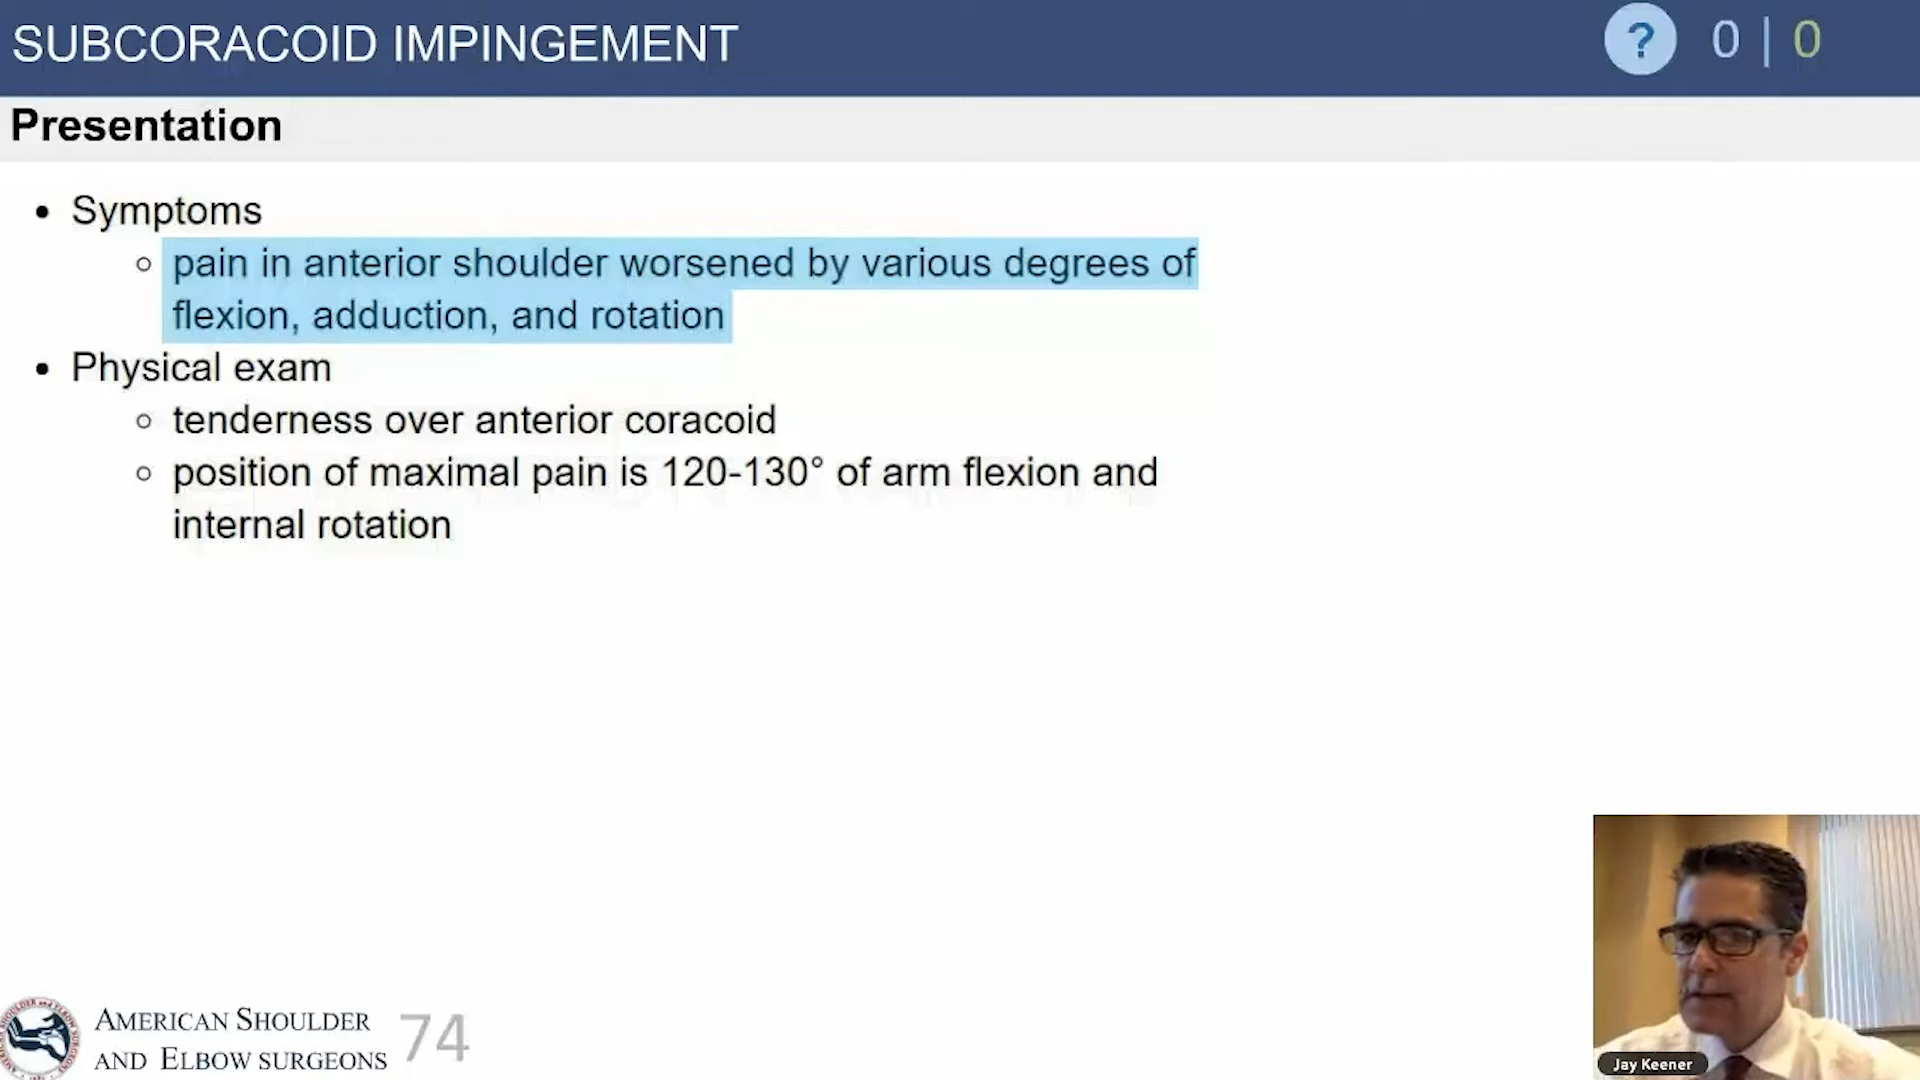 SUBCORACOID IMPINGEMENT
? 0 | 0
Presentation
• Symptoms
○ pain in anterior shoulder worsened by various degrees of
flexion, adduction, and rotation
• Physical exam
○ tenderness over anterior coracoid
○ position of maximal pain is 120-130° of arm flexion and
internal rotation
AMERICAN SHOULDER
AND ELBOW SURGEONS
74
Jay Keener